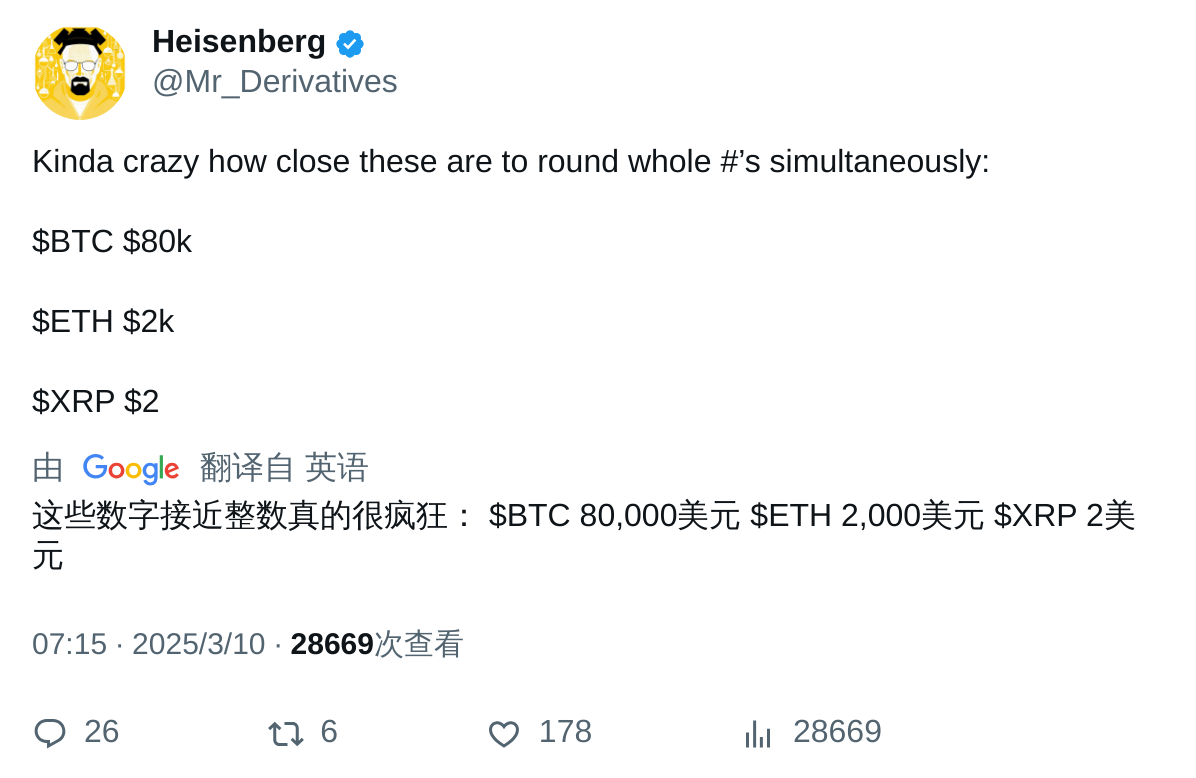 Heisenberg
@Mr_Derivatives
Kinda crazy how close these are to round whole #’s simultaneously:
$BTC $80k
$ETH $2k
$XRP $2
由 Google 翻译自 英语
这些数字接近整数真的很疯狂： $BTC 80,000美元 $ETH 2,000美元 $XRP 2美
元
07:15 · 2025/3/10 · 28669次查看
26 6 178 28669